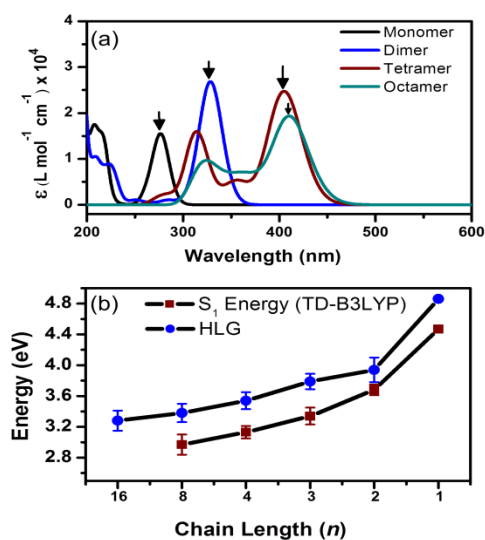 (a)
Monomer
Dimer
Tetramer
Octamer
ε (L mol⁻¹ cm⁻¹) x 10⁴
4
3
2
1
0
200 300 400 500 600
Wavelength (nm)
(b)
S₁ Energy (TD-B3LYP)
HLG
Energy (eV)
4.8
4.4
4.0
3.6
3.2
2.8
16 8 4 3 2 1
Chain Length (n)